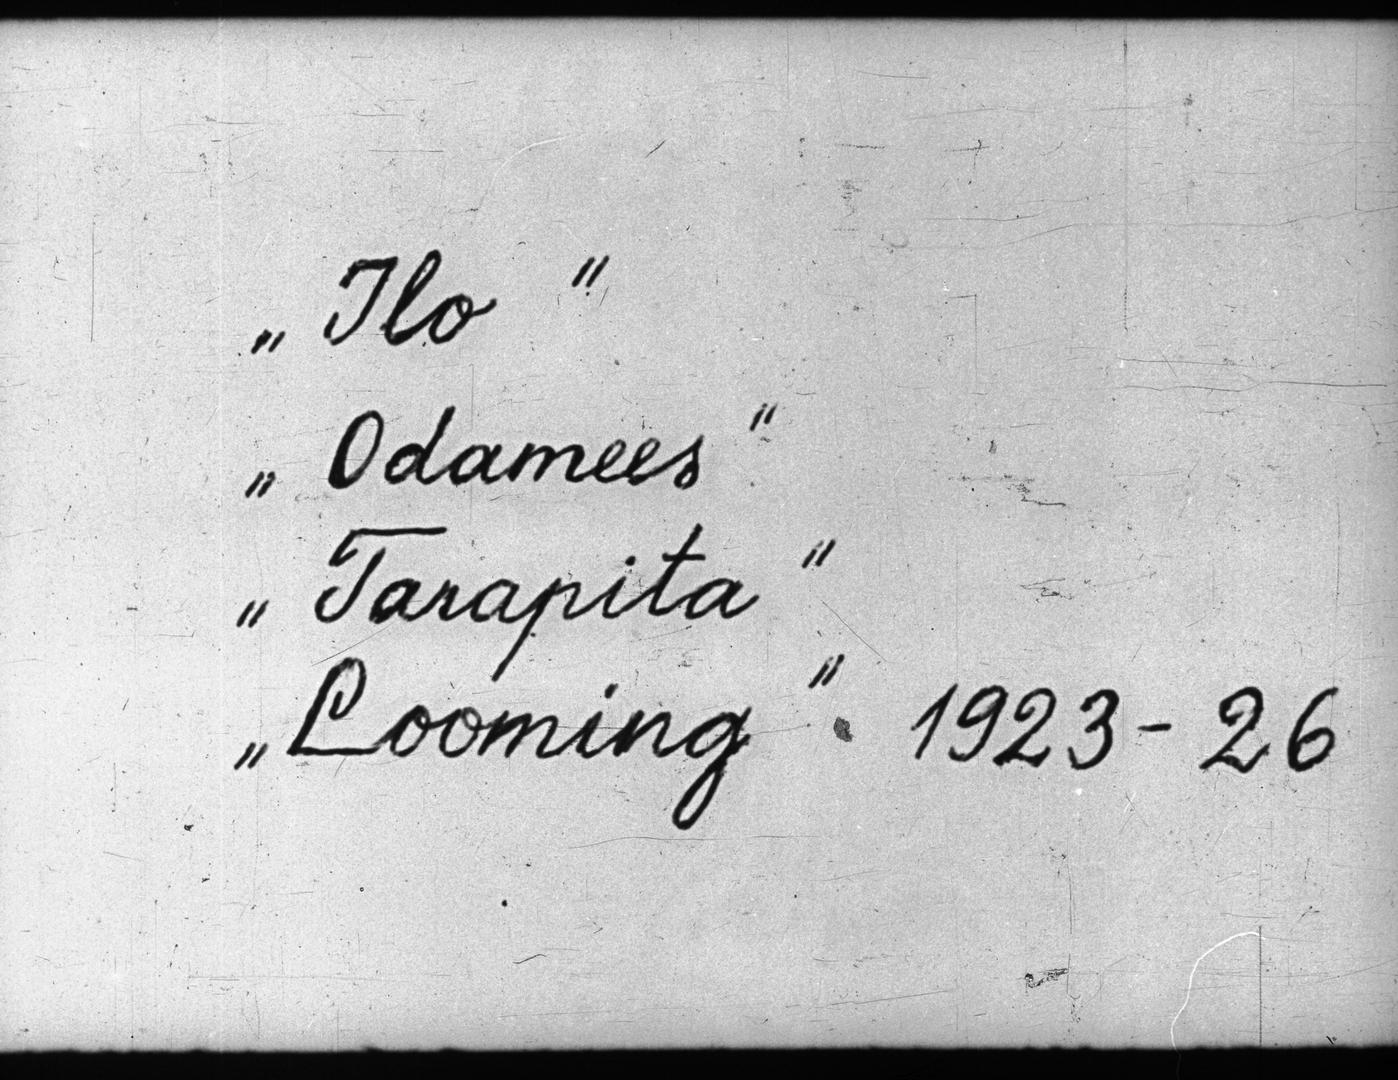 „Ilo"
„Odamees"
„Tarapita"
„Looming" 1923-26